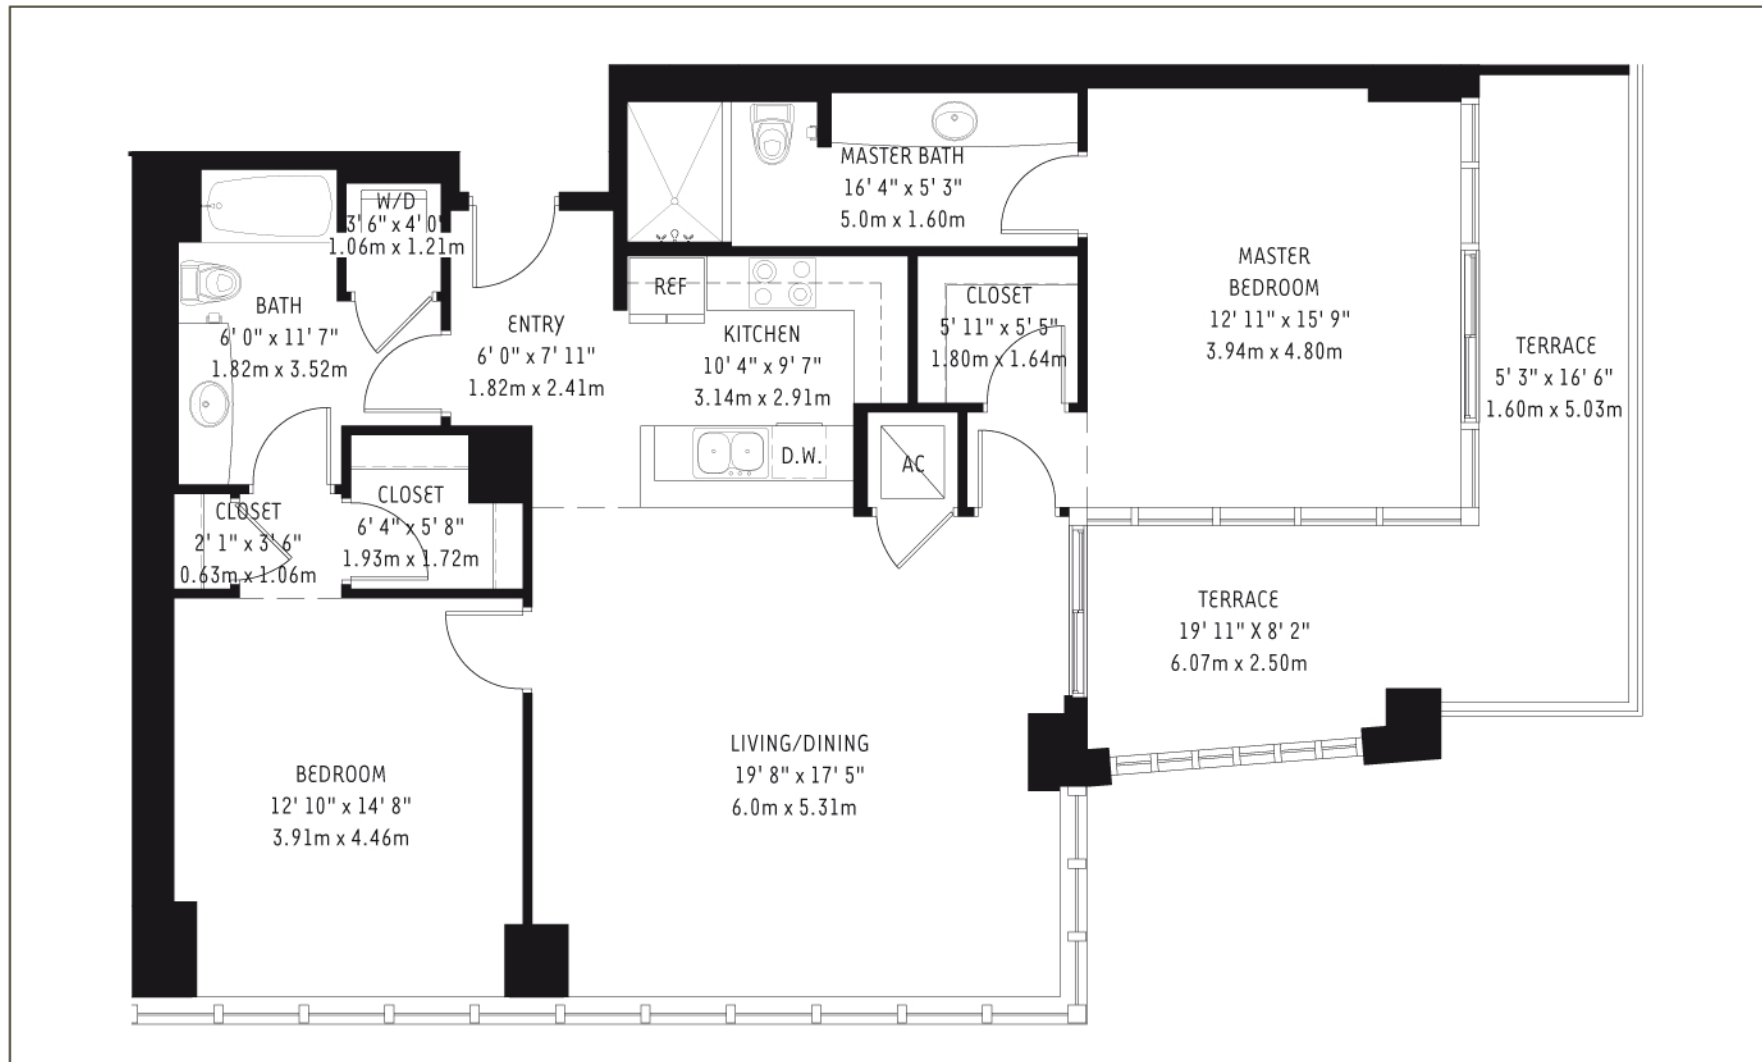 MASTER BATH
16' 4" x 5' 3"
5.0m x 1.60m
W/D
3' 6" x 4' 0"
1.06m x 1.21m
MASTER
BEDROOM
12' 11" x 15' 9"
3.94m x 4.80m
REF
CLOSET
5' 11" x 5' 5"
1.80m x 1.64m
BATH
6' 0" x 11' 7"
1.82m x 3.52m
ENTRY
6' 0" x 7' 11"
1.82m x 2.41m
KITCHEN
10' 4" x 9' 7"
3.14m x 2.91m
TERRACE
5' 3" x 16' 6"
1.60m x 5.03m
D.W.
AC
CLOSET
6' 4" x 5' 8"
1.93m x 1.72m
CLOSET
2' 1" x 3' 6"
0.63m x 1.06m
TERRACE
19' 11" X 8' 2"
6.07m x 2.50m
LIVING/DINING
19' 8" x 17' 5"
6.0m x 5.31m
BEDROOM
12' 10" x 14' 8"
3.91m x 4.46m